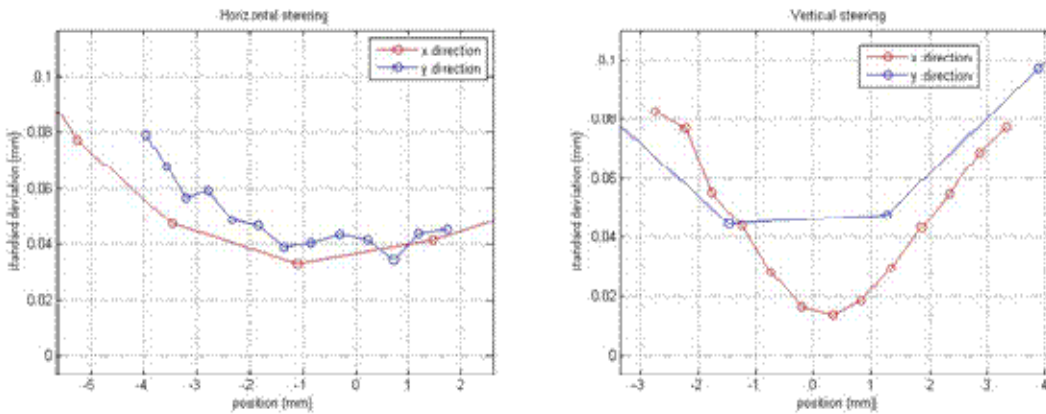 Horizontal steering
x direction
y direction
0.1
0.08
0.06
0.04
0.02
0
standard deviation [mm]
-5 -4 -3 -2 -1 0 1 2
position [mm]
Vertical steering
x direction
y direction
0.1
0.08
0.06
0.04
0.02
0
standard deviation [mm]
-3 -2 -1 0 1 2 3 4
position [mm]